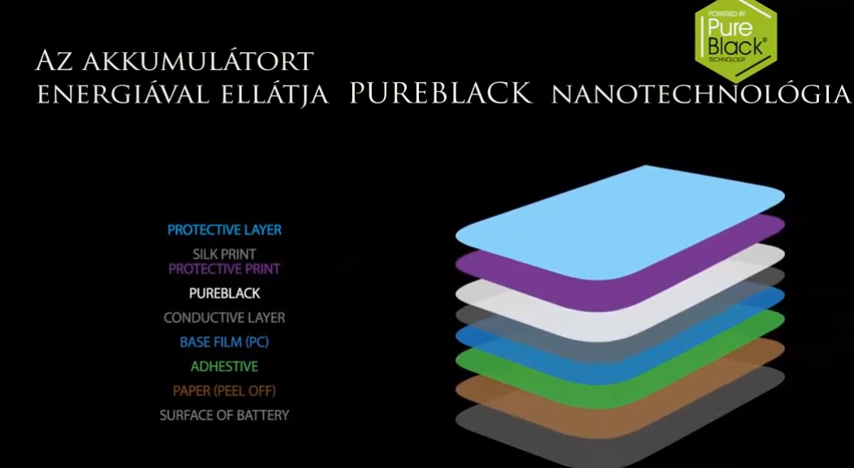 POWERED BY
Pure
Black®
TECHNOLOGY
AZ AKKUMULÁTORT
ENERGIÁVAL ELLÁTJA PUREBLACK NANOTECHNOLÓGIA
PROTECTIVE LAYER
SILK PRINT
PROTECTIVE PRINT
PUREBLACK
CONDUCTIVE LAYER
BASE FILM (PC)
ADHESTIVE
PAPER (PEEL OFF)
SURFACE OF BATTERY